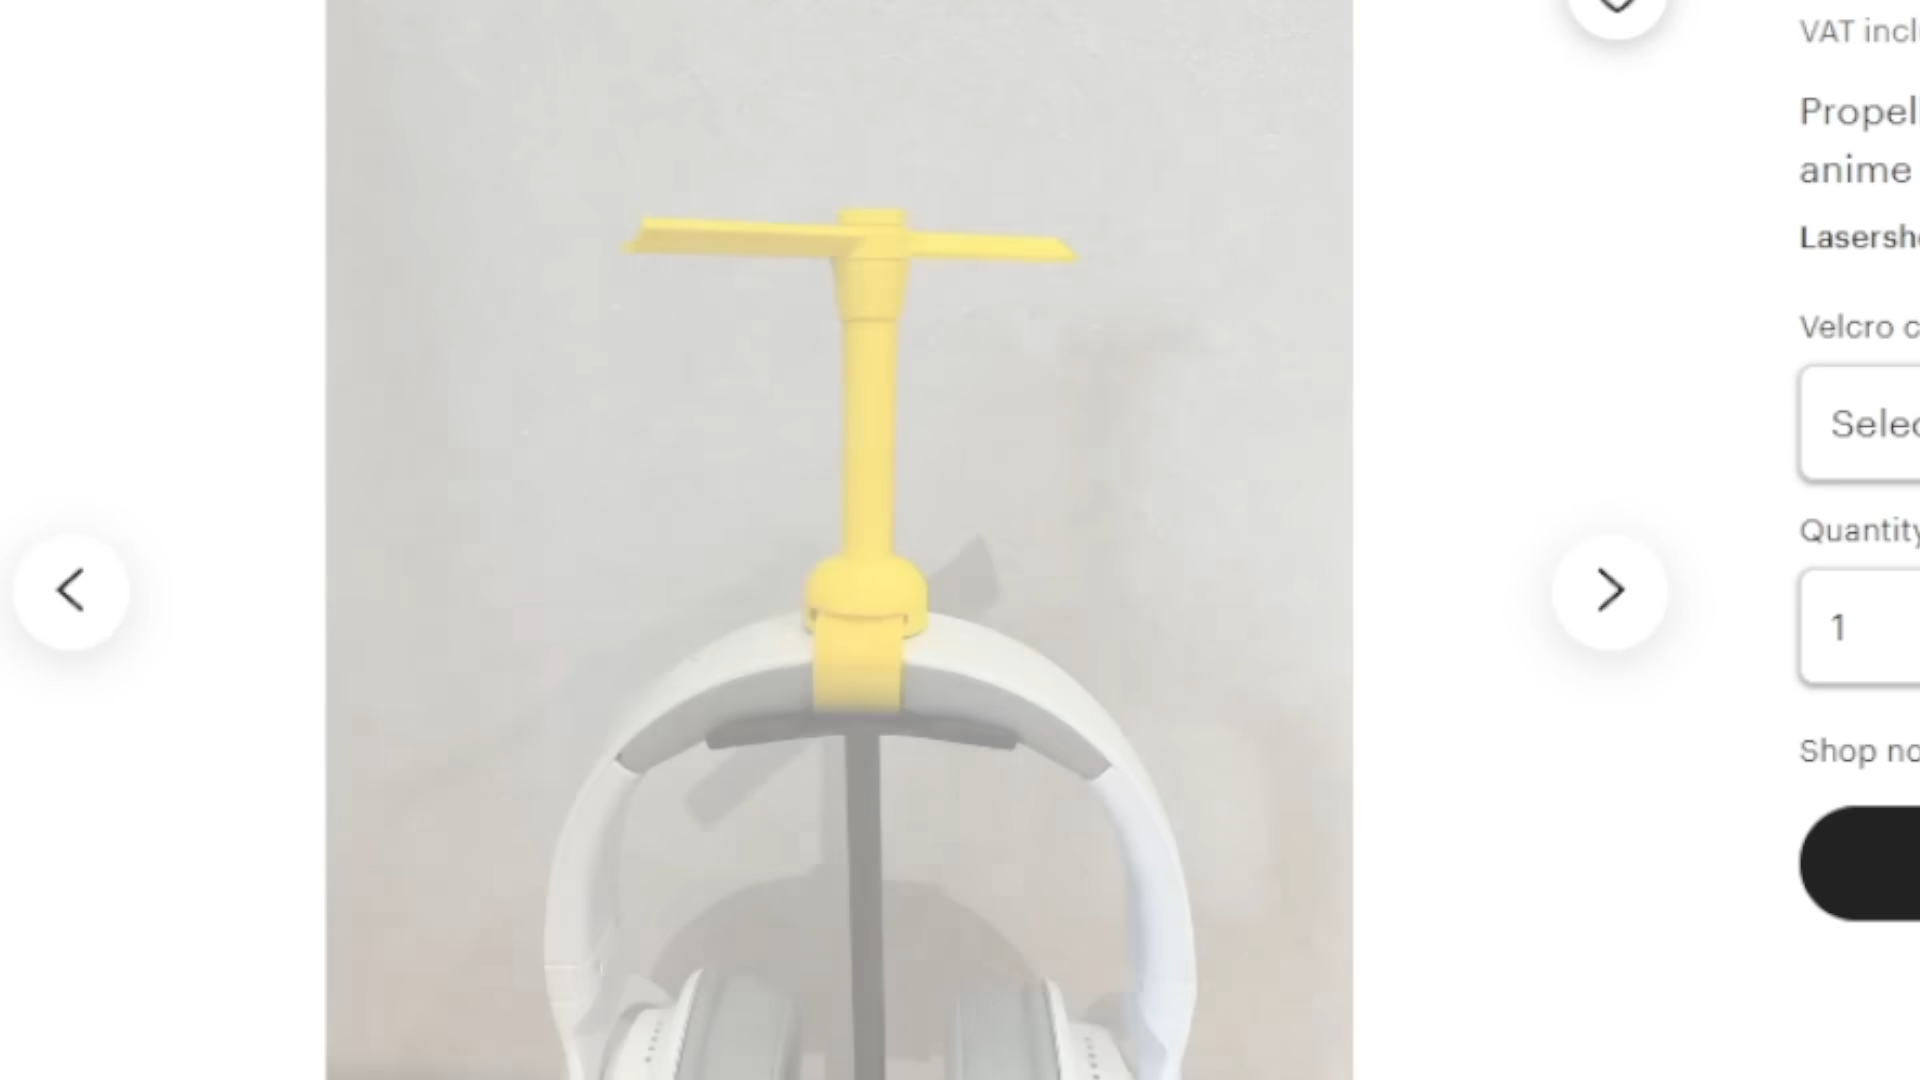 VAT incl
Propell
anime
Lasersh
Velcro c
Selec
Quantity
1
Shop no